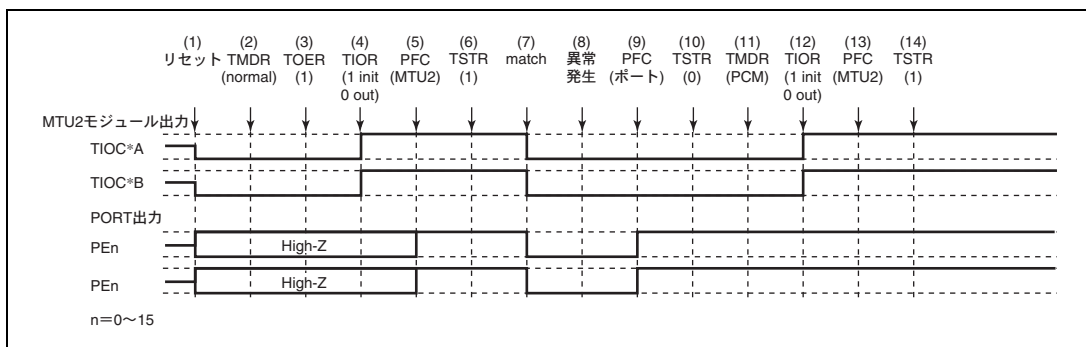 (1) (2) (3) (4) (5) (6) (7) (8) (9) (10) (11) (12) (13) (14)
リセット TMDR TOER TIOR PFC TSTR match 異常 PFC TSTR TMDR TIOR PFC TSTR
(normal) (1) (1 init (MTU2) (1) 発生 (ポート) (0) (PCM) (1 init (MTU2) (1)
0 out) 0 out)
MTU2モジュール出力
TIOC*A
TIOC*B
PORT出力
PEn High-Z
PEn High-Z
n=0〜15